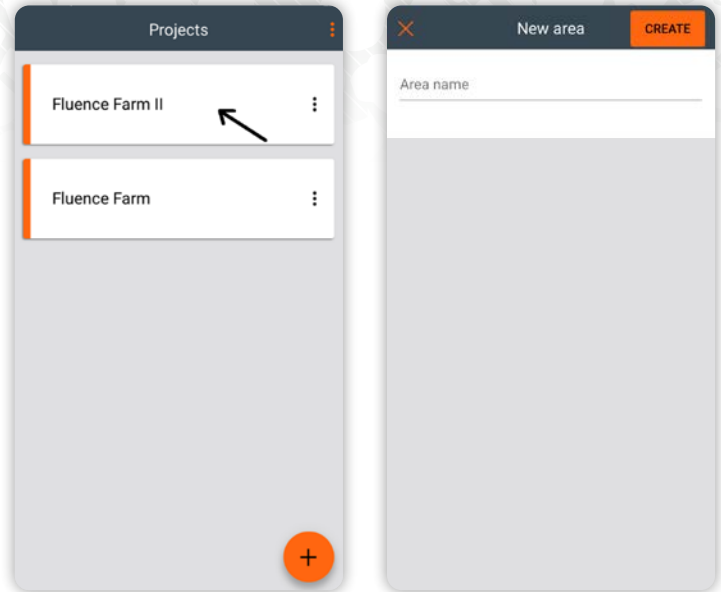 Projects
Fluence Farm II
Fluence Farm
+
New area
CREATE
Area name